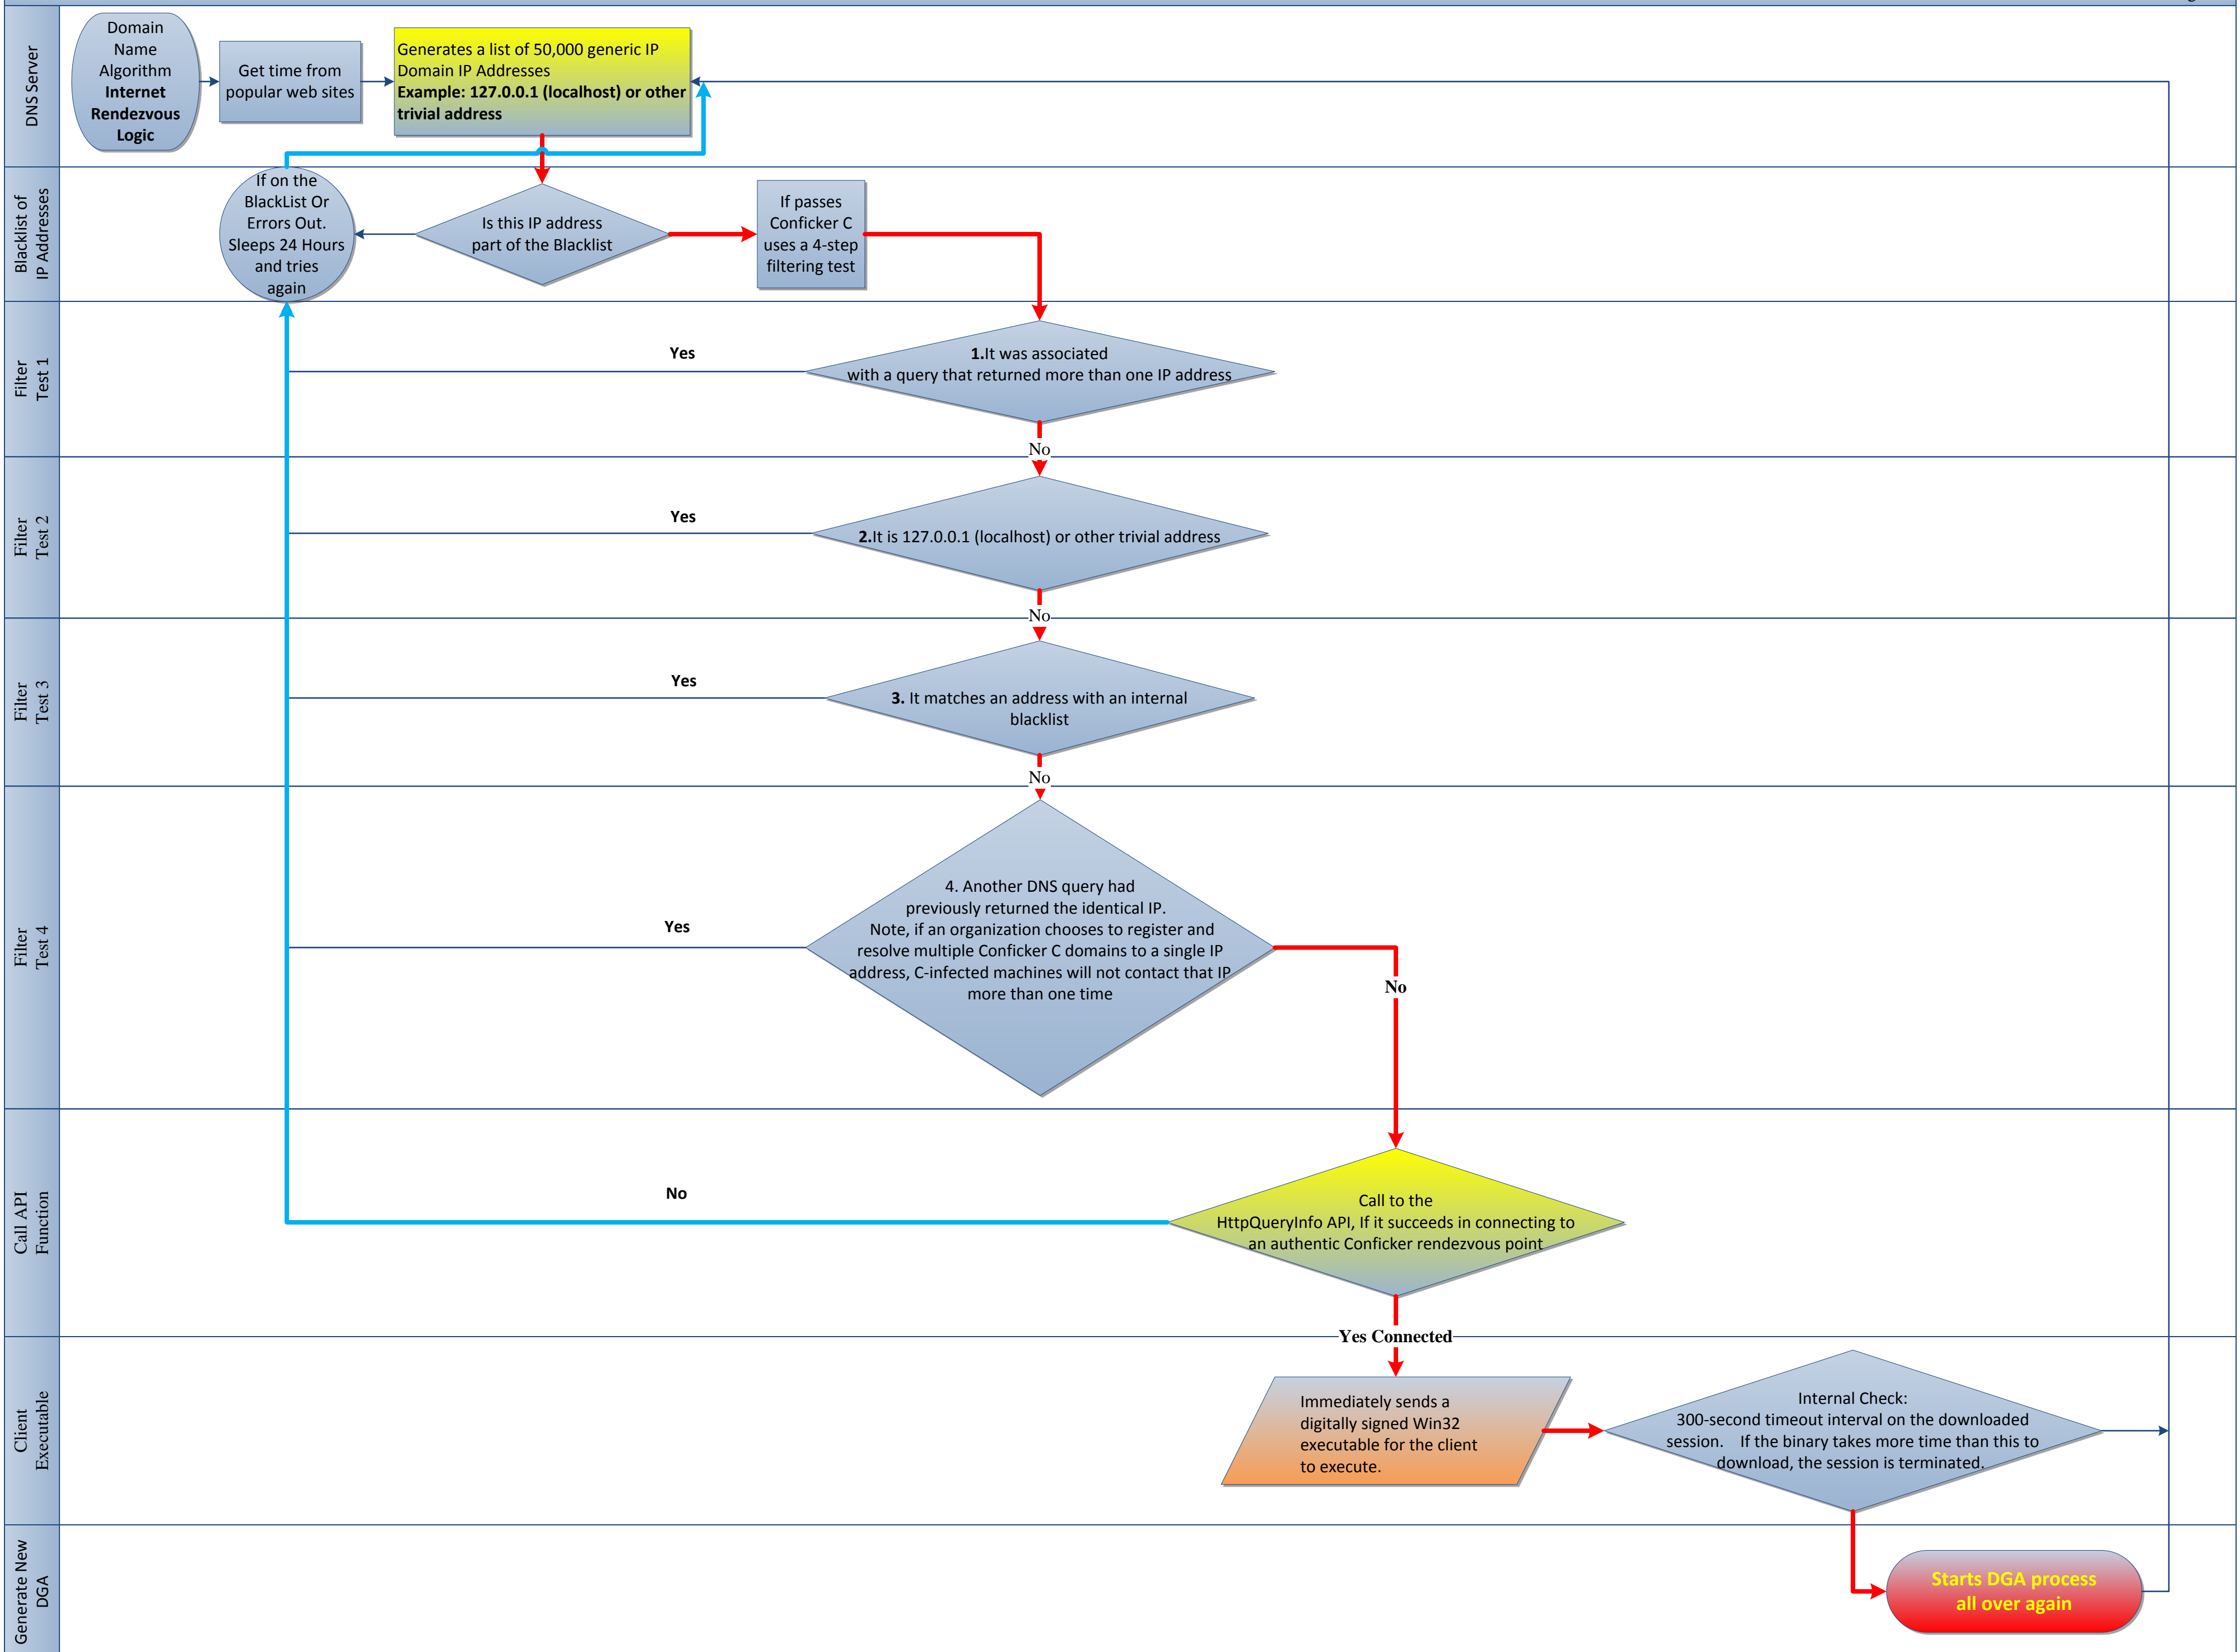 DNS Server
Domain
Name
Algorithm
Internet
Rendezvous
Logic
Get time from
popular web sites
Generates a list of 50,000 generic IP
Domain IP Addresses
Example: 127.0.0.1 (localhost) or other
trivial address
Blacklist of
IP Addresses
If on the
BlackList Or
Errors Out.
Sleeps 24 Hours
and tries
again
Is this IP address
part of the Blacklist
If passes
Conficker C
uses a 4-step
filtering test
Filter
Test 1
Yes
1.It was associated
with a query that returned more than one IP address
No
Filter
Test 2
Yes
2.It is 127.0.0.1 (localhost) or other trivial address
No
Filter
Test 3
Yes
3. It matches an address with an internal
blacklist
No
Filter
Test 4
Yes
4. Another DNS query had
previously returned the identical IP.
Note, if an organization chooses to register and
resolve multiple Conficker C domains to a single IP
address, C-infected machines will not contact that IP
more than one time
No
Call API
Function
No
Call to the
HttpQueryInfo API, If it succeeds in connecting to
an authentic Conficker rendezvous point
Yes Connected
Client
Executable
Immediately sends a
digitally signed Win32
executable for the client
to execute.
Internal Check:
300-second timeout interval on the downloaded
session. If the binary takes more time than this to
download, the session is terminated.
Generate New
DGA
Starts DGA process
all over again